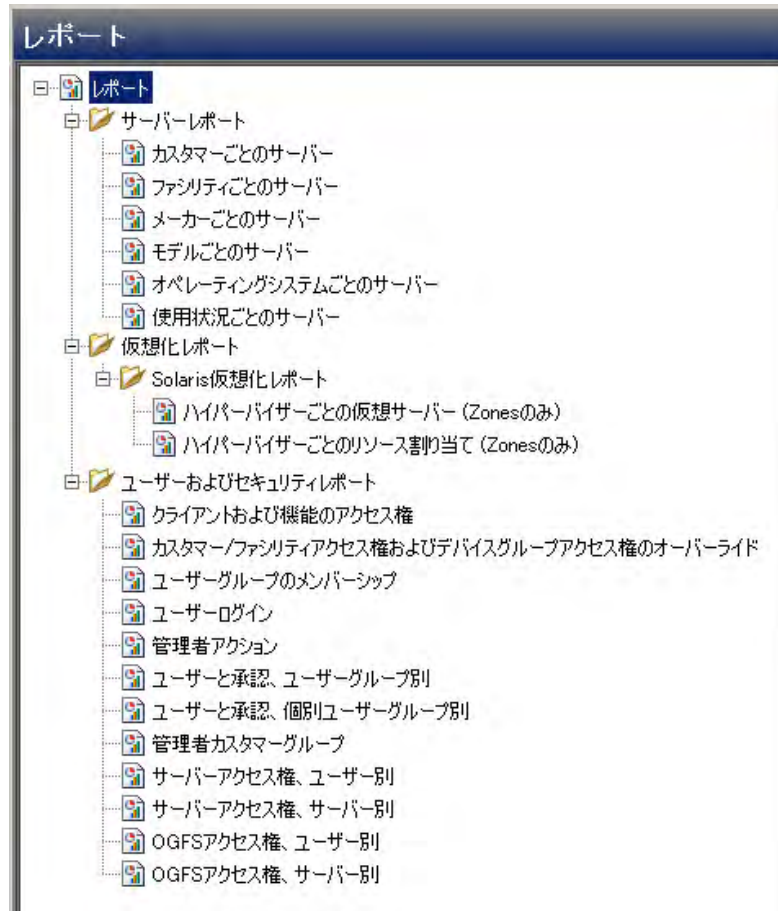 レポート
レポート
サーバーレポート
カスタマーごとのサーバー
ファシリティごとのサーバー
メーカーごとのサーバー
モデルごとのサーバー
オペレーティングシステムごとのサーバー
使用状況ごとのサーバー
仮想化レポート
Solaris仮想化レポート
ハイパーバイザーごとの仮想サーバー (Zonesのみ)
ハイパーバイザーごとのリソース割り当て (Zonesのみ)
ユーザーおよびセキュリティレポート
クライアントおよび機能のアクセス権
カスタマー/ファシリティアクセス権およびデバイスグループアクセス権のオーバーライド
ユーザーグループのメンバーシップ
ユーザーログイン
管理者アクション
ユーザーと承認、ユーザーグループ別
ユーザーと承認、個別ユーザーグループ別
管理者カスタマーグループ
サーバーアクセス権、ユーザー別
サーバーアクセス権、サーバー別
OGFSアクセス権、ユーザー別
OGFSアクセス権、サーバー別